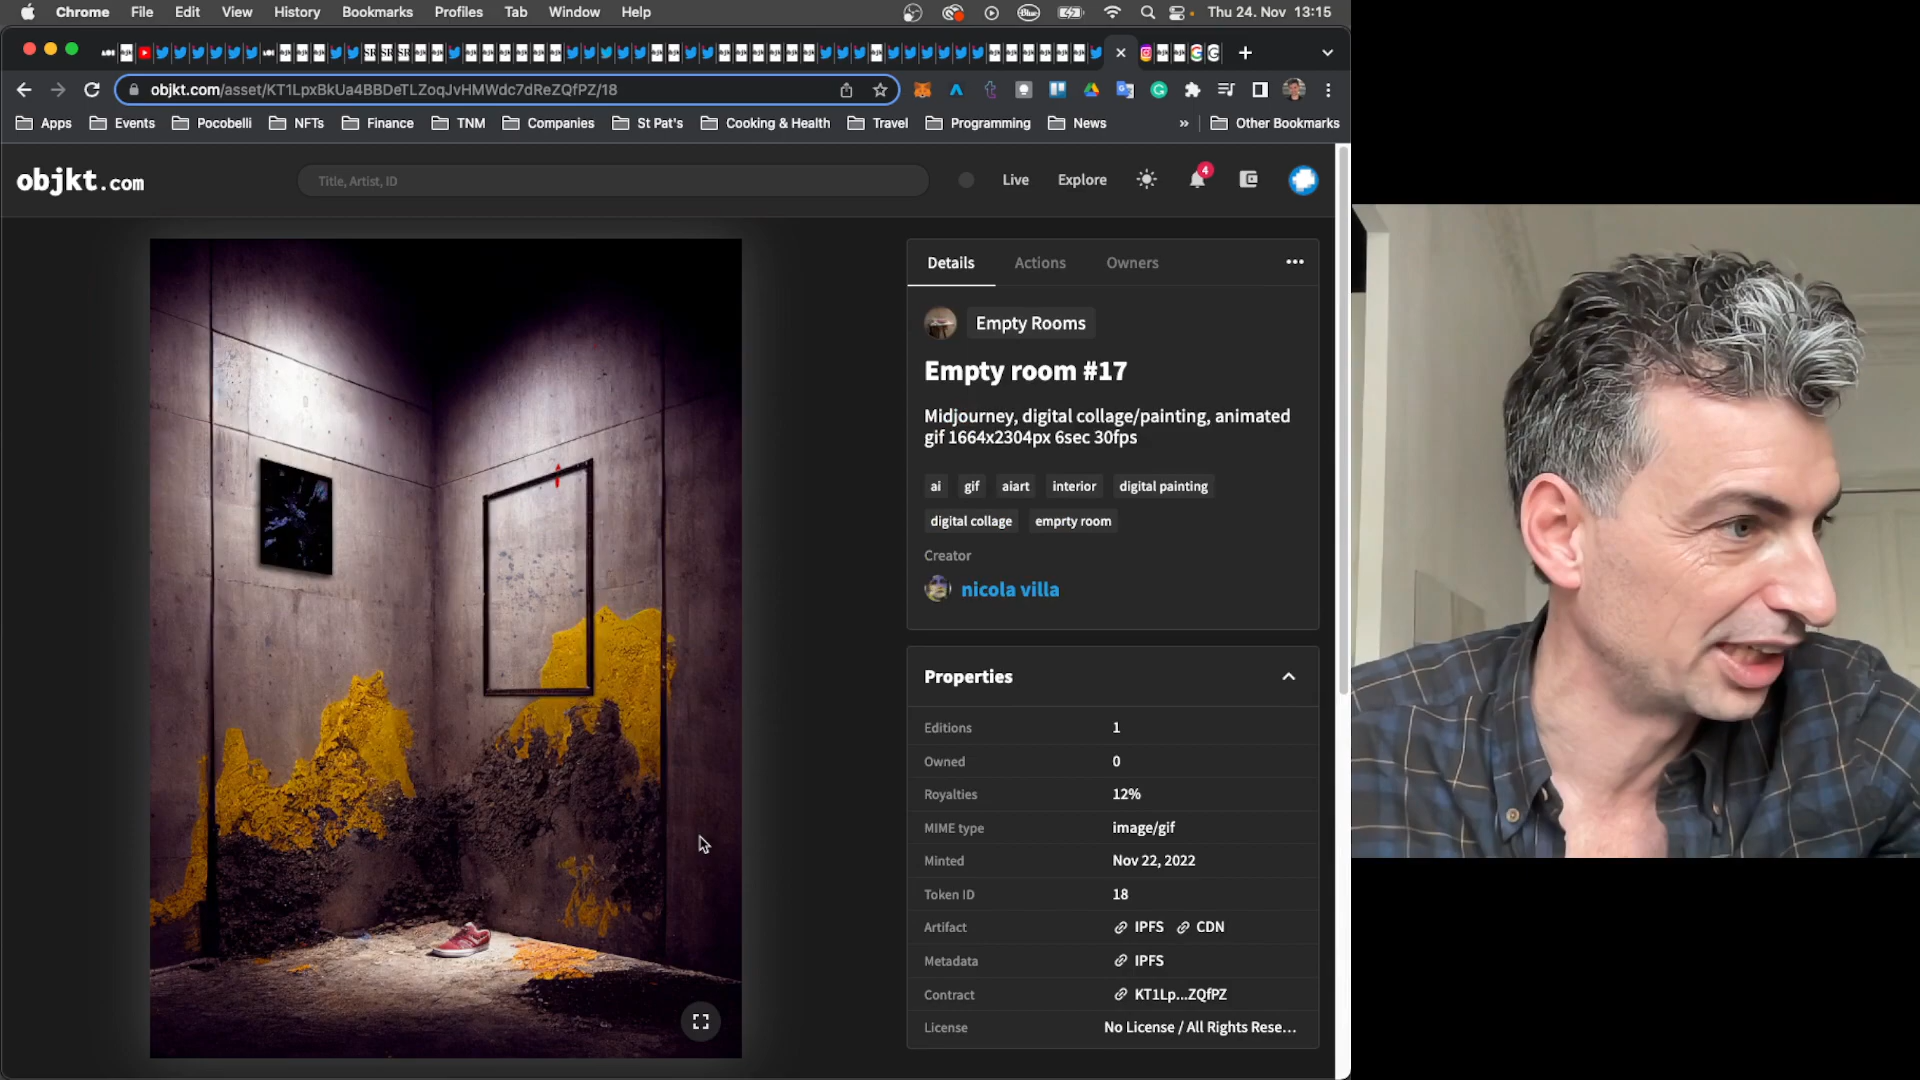 Chrome File Edit View History Bookmarks Profiles Tab Window Help
Thu 24. Nov 13:15
objkt.com/asset/KT1LpxBkUa4BBDeTLZoqJvHMWdc7dReZQfPZ/18
Apps Events Pocobelli NFTs Finance TNM Companies St Pat's Cooking & Health Travel Programming News » Other Bookmarks
objkt.com
Title, Artist, ID
Live Explore 4
Details Actions Owners
Empty Rooms
Empty room #17
Midjourney, digital collage/painting, animated
gif 1664x2304px 6sec 30fps
ai gif aiart interior digital painting
digital collage emprty room
Creator
nicola villa
Properties
Editions 1
Owned 0
Royalties 12%
MIME type image/gif
Minted Nov 22, 2022
Token ID 18
Artifact IPFS CDN
Metadata IPFS
Contract KT1Lp...ZQfPZ
License No License / All Rights Rese...